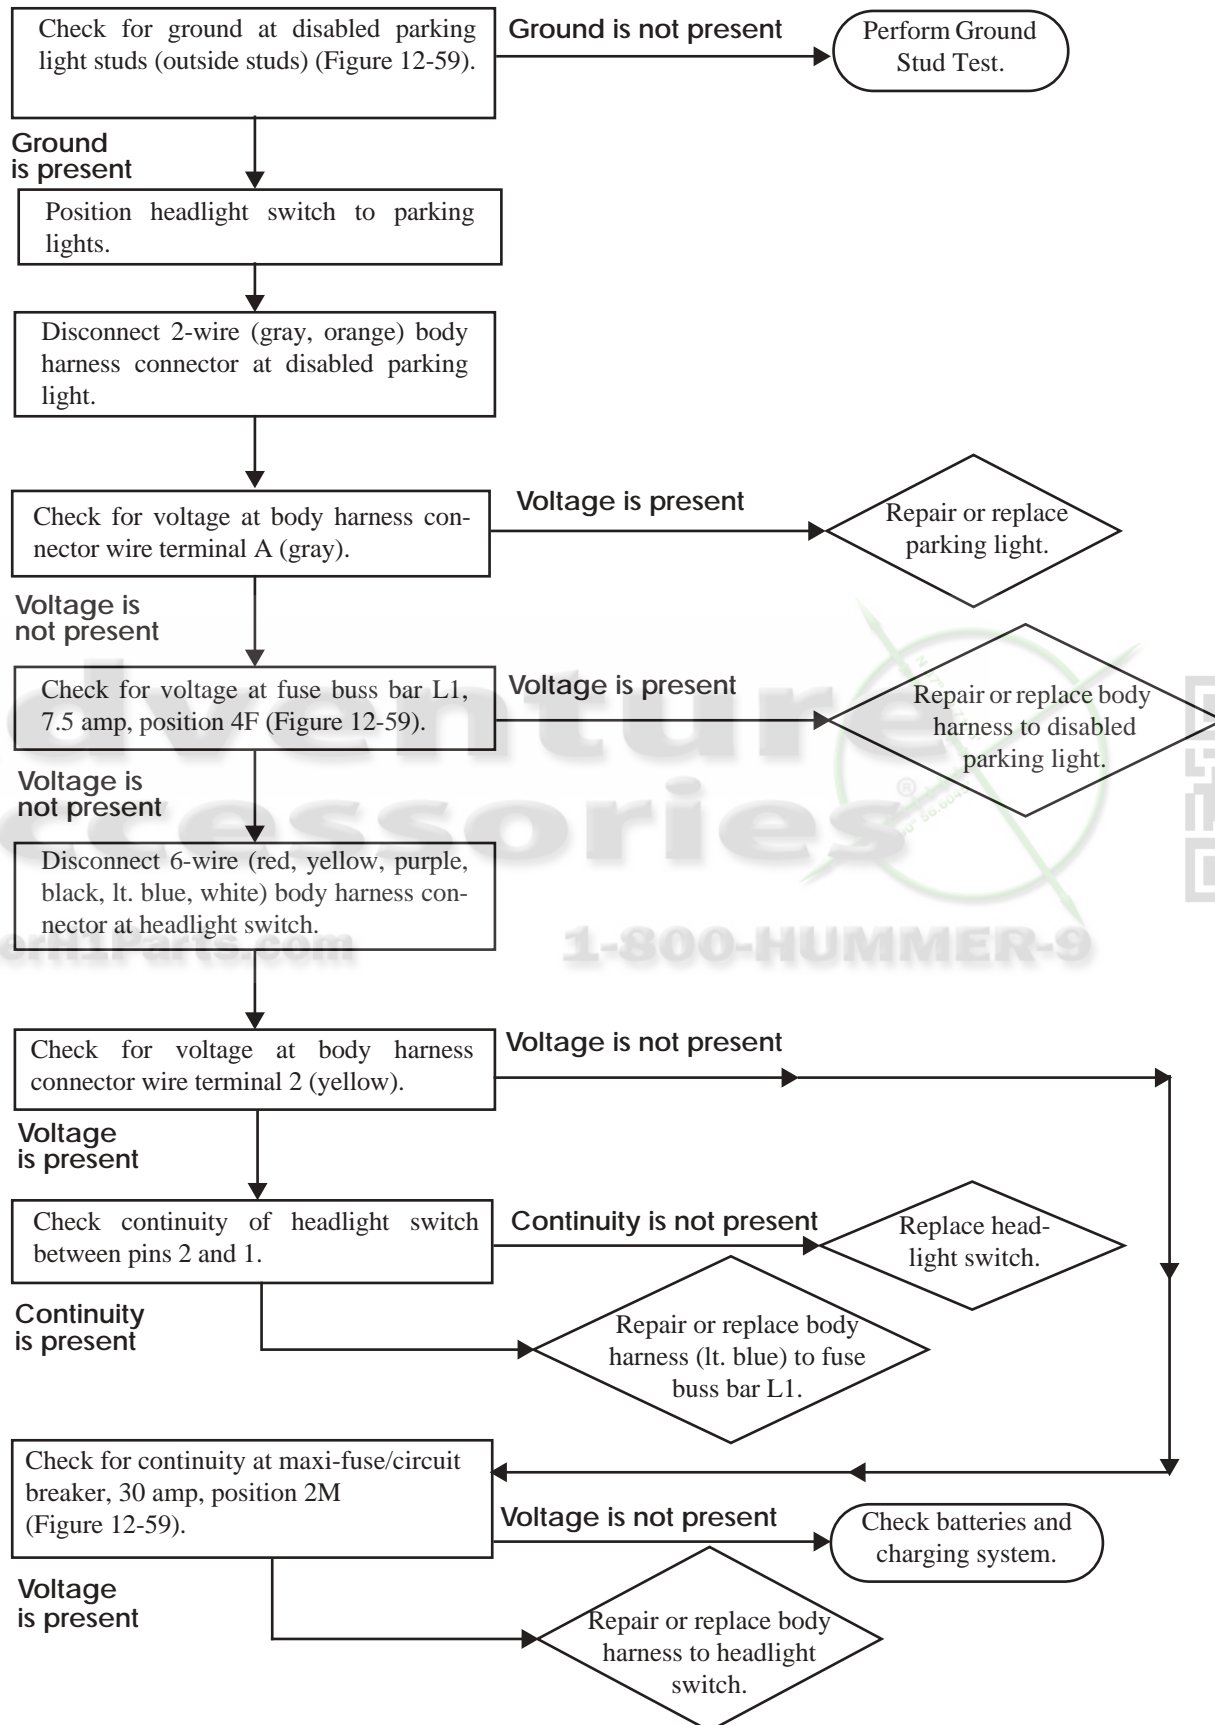 Check for ground at disabled parking
light studs (outside studs) (Figure 12-59).
Ground is not present
Perform Ground
Stud Test.
Ground
is present
Position headlight switch to parking
lights.
Disconnect 2-wire (gray, orange) body
harness connector at disabled parking
light.
Check for voltage at body harness con-
nector wire terminal A (gray).
Voltage is present
Repair or replace
parking light.
Voltage is
not present
Check for voltage at fuse buss bar L1,
7.5 amp, position 4F (Figure 12-59).
Voltage is present
Repair or replace body
harness to disabled
parking light.
Voltage is
not present
Disconnect 6-wire (red, yellow, purple,
black, lt. blue, white) body harness con-
nector at headlight switch.
dventure
ccessories
®
erH1Parts.com
1-800-HUMMER-9
Check for voltage at body harness
connector wire terminal 2 (yellow).
Voltage is not present
Voltage
is present
Check continuity of headlight switch
between pins 2 and 1.
Continuity is not present
Replace head-
light switch.
Continuity
is present
Repair or replace body
harness (lt. blue) to fuse
buss bar L1.
Check for continuity at maxi-fuse/circuit
breaker, 30 amp, position 2M
(Figure 12-59).
Voltage is not present
Check batteries and
charging system.
Voltage
is present
Repair or replace body
harness to headlight
switch.